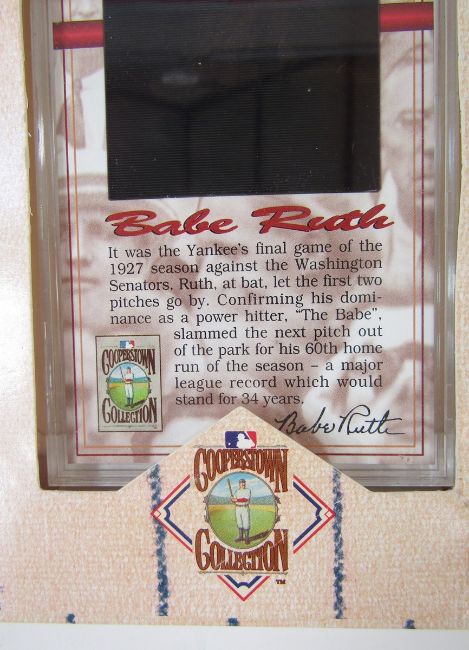 Babe Ruth
It was the Yankee's final game of the
1927 season against the Washington
Senators, Ruth, at bat, let the first two
pitches go by. Confirming his domi-
nance as a power hitter, "The Babe",
slammed the next pitch out
of the park for his 60th home
run of the season – a major
league record which would
stand for 34 years.
COOPERSTOWN
COLLECTION
Babe Ruth
COOPERSTOWN
COLLECTION
™